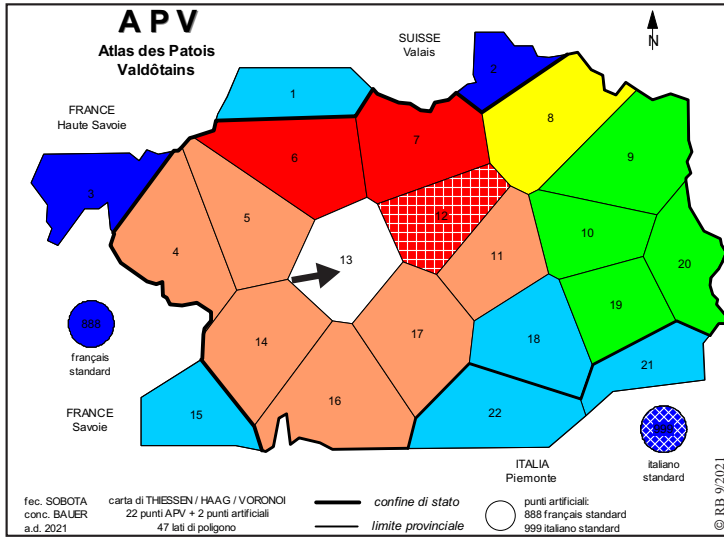 A P V
Atlas des Patois
Valdôtains
SUISSE
Valais
N
FRANCE
Haute Savoie
1
2
3
4
5
6
7
8
9
10
11
12
13
14
15
16
17
18
19
20
21
22
888
français
standard
FRANCE
Savoie
999
italiano
standard
ITALIA
Piemonte
fec. SOBOTA
conc. BAUER
a.d. 2021
carta di THIESSEN / HAAG / VORONOI
22 punti APV + 2 punti artificiali
47 lati di poligono
confine di stato
limite provinciale
punti artificiali:
888 français standard
999 italiano standard
© RB 9/2021